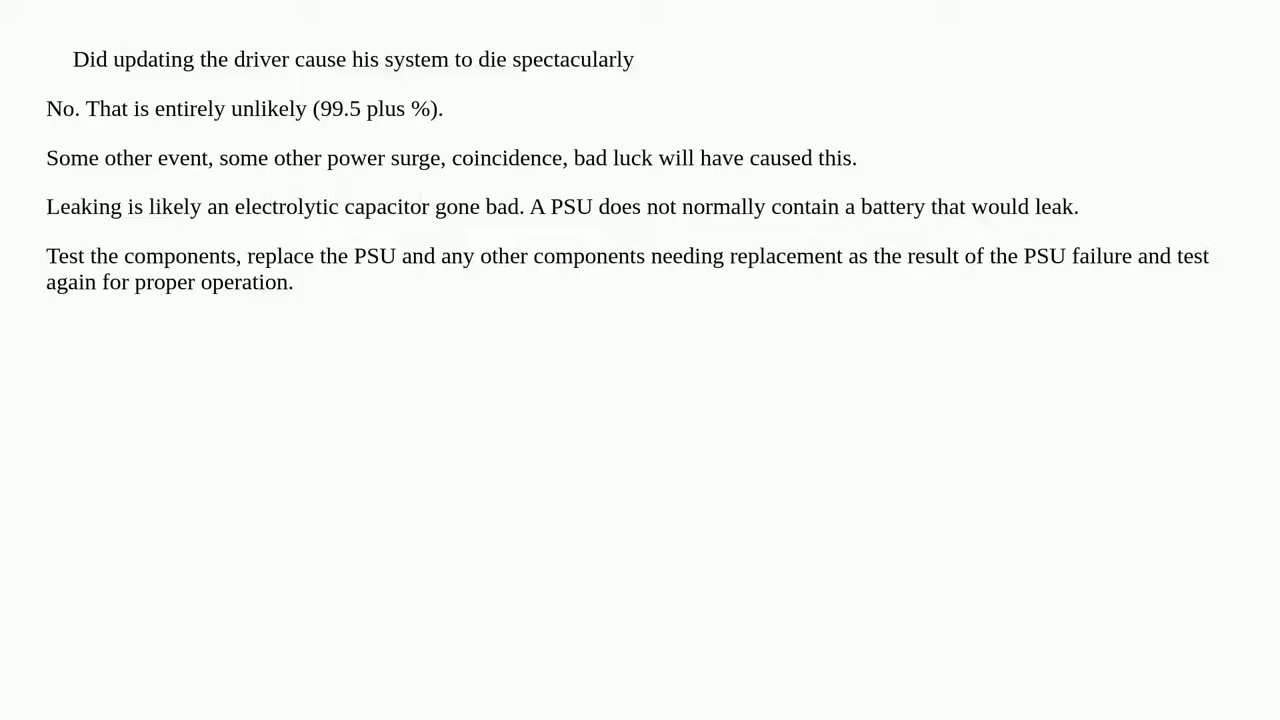 Did updating the driver cause his system to die spectacularly
No. That is entirely unlikely (99.5 plus %).
Some other event, some other power surge, coincidence, bad luck will have caused this.
Leaking is likely an electrolytic capacitor gone bad. A PSU does not normally contain a battery that would leak.
Test the components, replace the PSU and any other components needing replacement as the result of the PSU failure and test
again for proper operation.